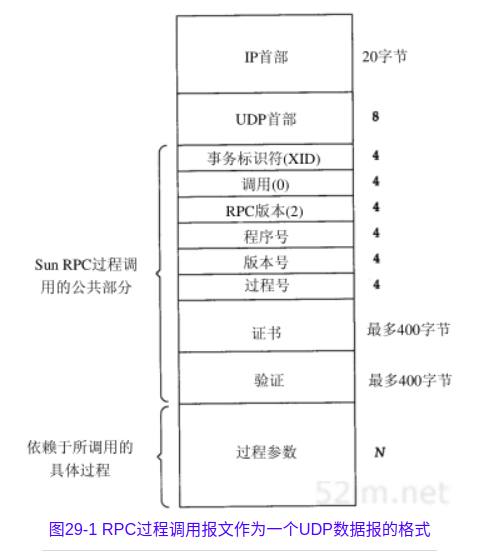 IP首部 20字节
UDP首部 8
事务标识符(XID) 4
调用(0) 4
RPC版本(2) 4
程序号 4
版本号 4
过程号 4
Sun RPC过程调
用的公共部分
证书 最多400字节
验证 最多400字节
依赖于所调用的
具体过程
过程参数 N
图29-1 RPC过程调用报文作为一个UDP数据报的格式